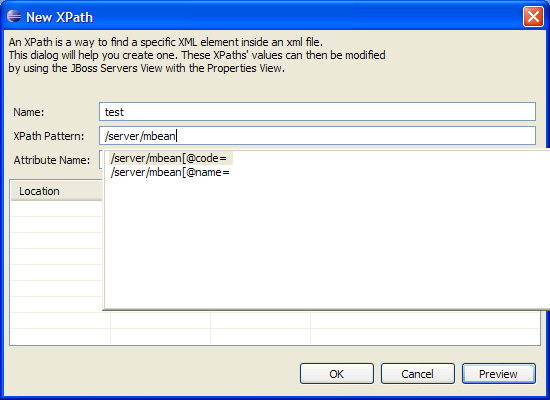 New XPath
An XPath is a way to find a specific XML element inside an xml file.
This dialog will help you create one. These XPaths' values can then be modified
by using the JBoss Servers View with the Properties View.
Name: test
XPath Pattern: /server/mbean
Attribute Name:
/server/mbean[@code=
/server/mbean[@name=
Location
OK Cancel Preview